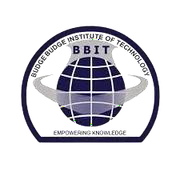 BUDGE BUDGE INSTITUTE OF TECHNOLOGY
BBIT
EMPOWERING KNOWLEDGE